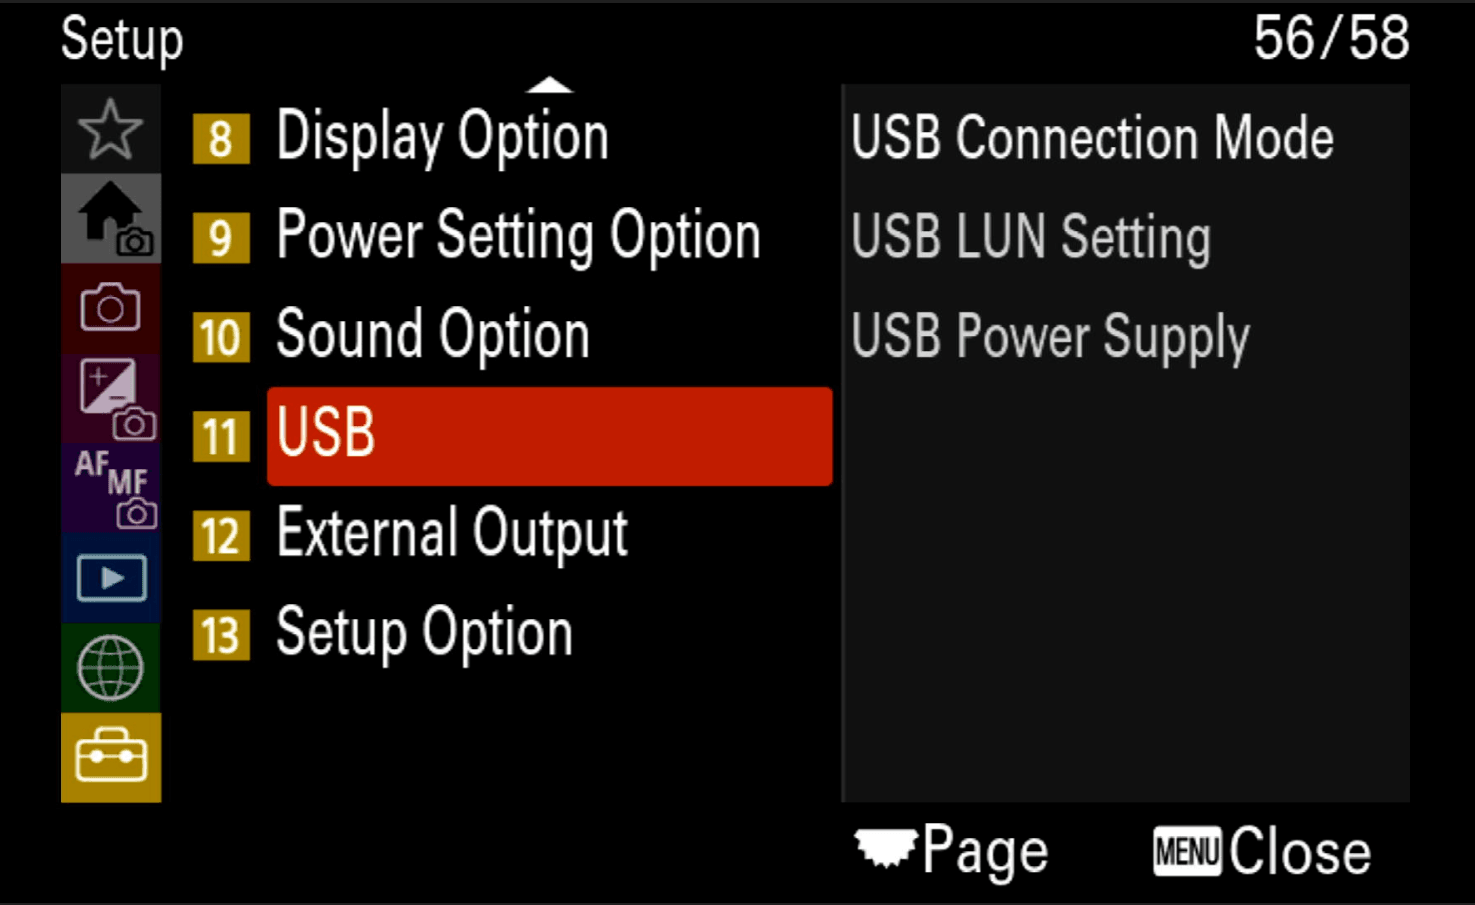 Setup
56/58
8 Display Option
9 Power Setting Option
10 Sound Option
11 USB
12 External Output
13 Setup Option
USB Connection Mode
USB LUN Setting
USB Power Supply
AF MF
Page
MENU Close